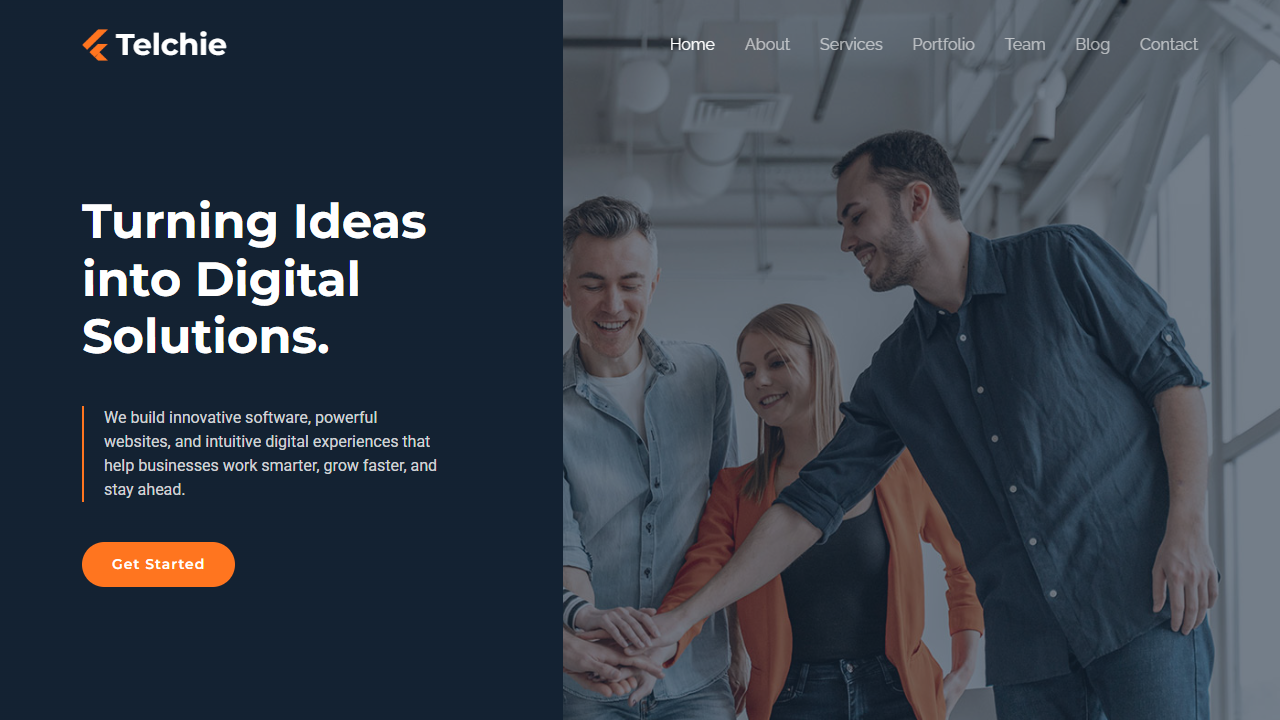 Telchie
Home About Services Portfolio Team Blog Contact
Turning Ideas
into Digital
Solutions.
We build innovative software, powerful
websites, and intuitive digital experiences that
help businesses work smarter, grow faster, and
stay ahead.
Get Started